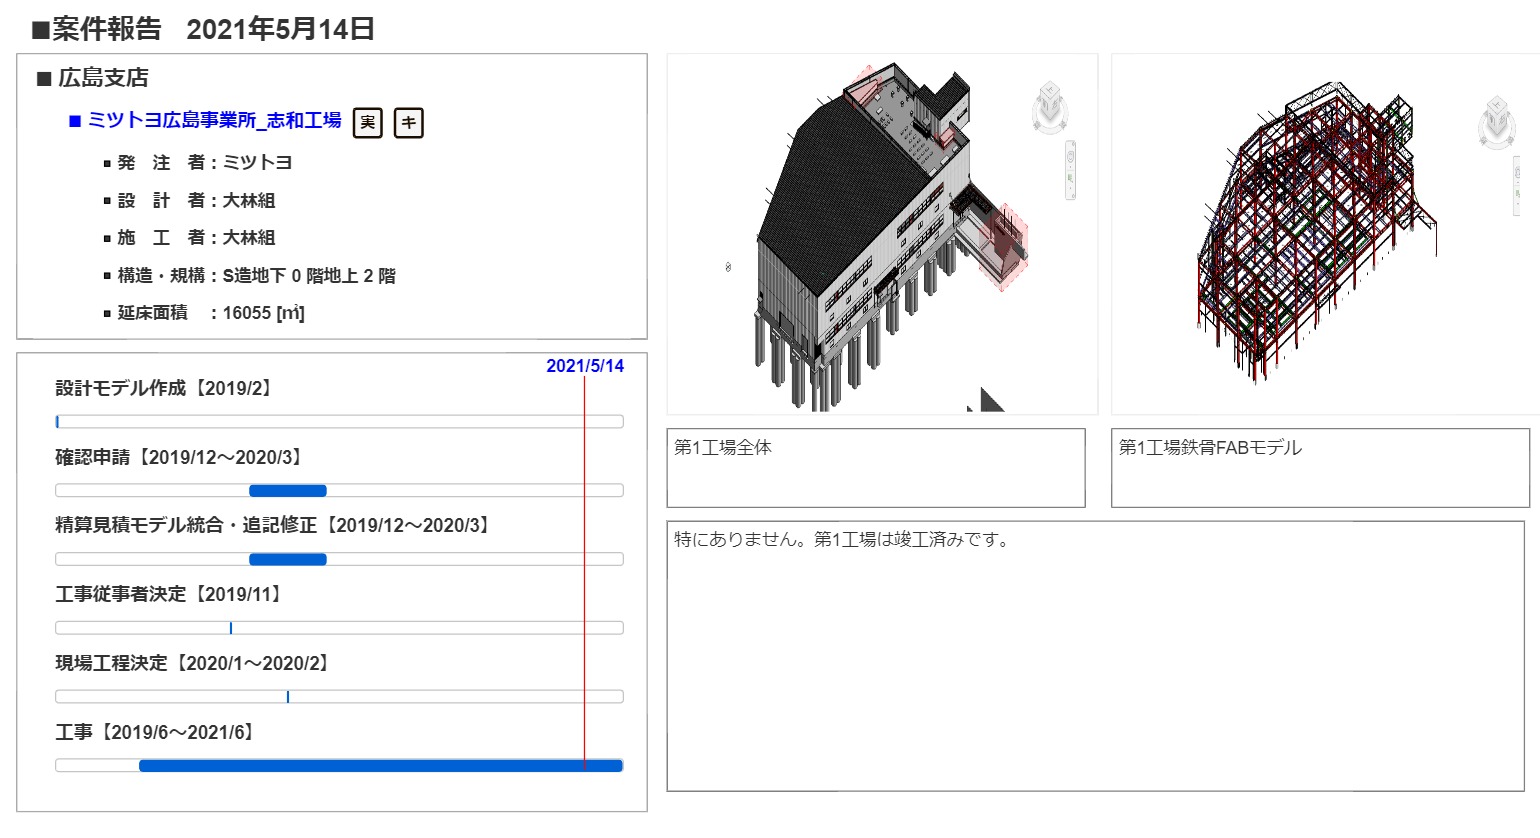 ■案件報告　2021年5月14日
■ 広島支店
■ ミツトヨ広島事業所_志和工場 実 キ
▪ 発　注　者：ミツトヨ
▪ 設　計　者：大林組
▪ 施　工　者：大林組
▪ 構造・規構：S造地下 0 階地上 2 階
▪ 延床面積　：16055 [㎡]
2021/5/14
設計モデル作成【2019/2】
確認申請【2019/12～2020/3】
精算見積モデル統合・追記修正【2019/12～2020/3】
工事従事者決定【2019/11】
現場工程決定【2020/1～2020/2】
工事【2019/6～2021/6】
第1工場全体
第1工場鉄骨FABモデル
特にありません。第1工場は竣工済みです。